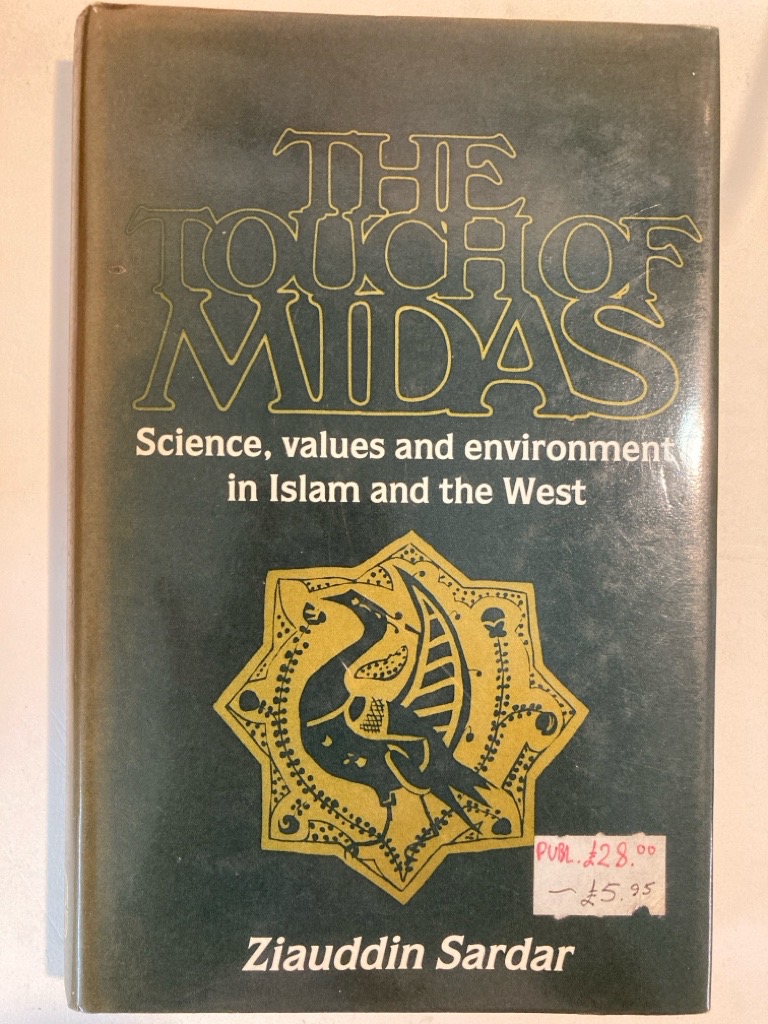 THE
TOUCH OF
MIDAS
Science, values and environment
in Islam and the West
PUBL. £28.00
— £5.95
Ziauddin Sardar